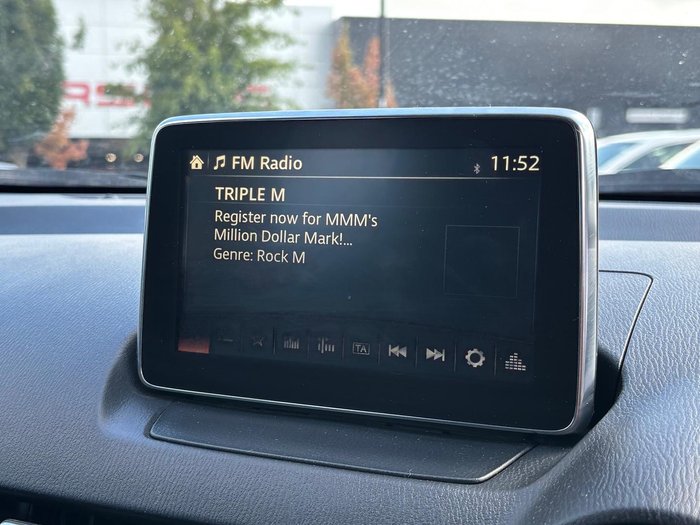 FM Radio
11:52
TRIPLE M
Register now for MMM's
Million Dollar Mark!...
Genre: Rock M
TA